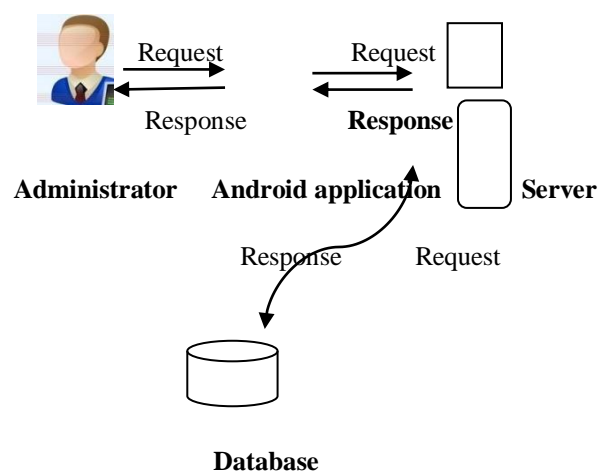 Request Request
Response Response
Administrator Android application Server
Response Request
Database